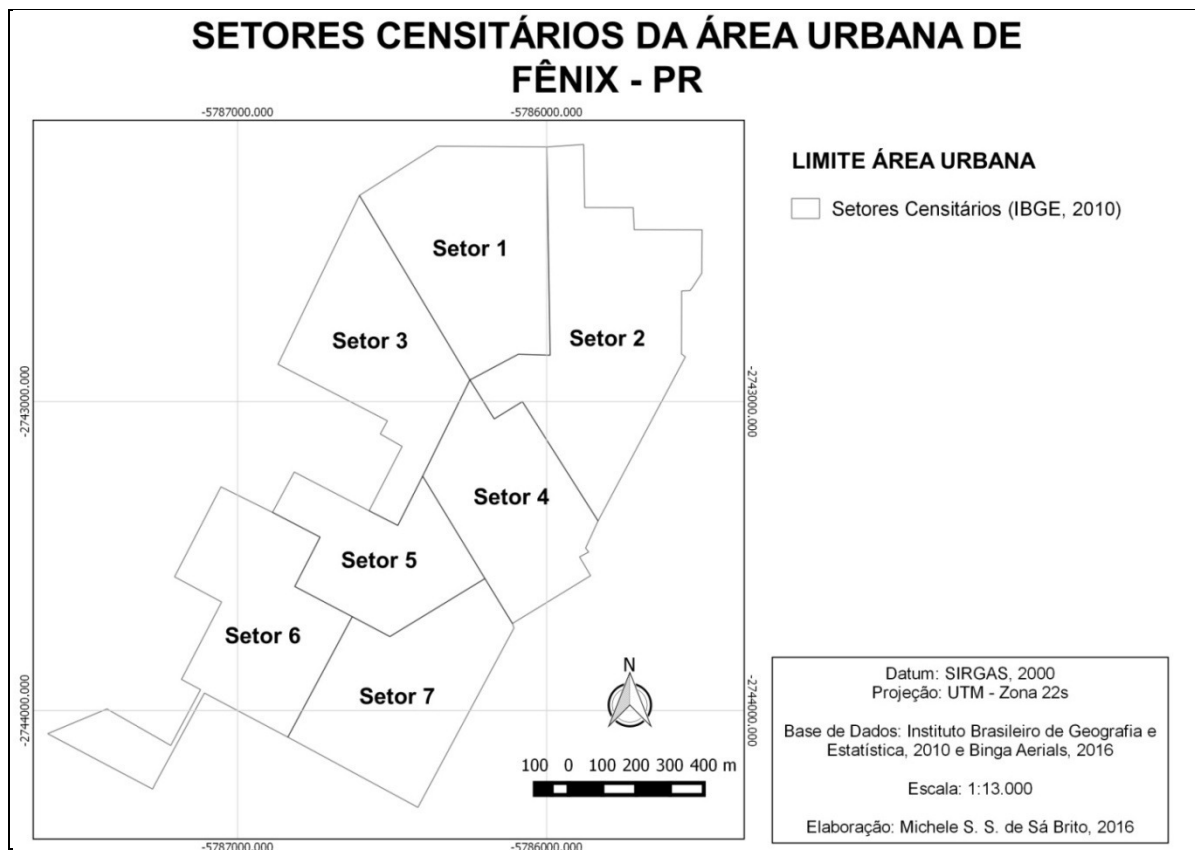 SETORES CENSITÁRIOS DA ÁREA URBANA DE
FÊNIX - PR
-5787000.000
-5786000.000
LIMITE ÁREA URBANA
Setores Censitários (IBGE, 2010)
Setor 1
Setor 2
Setor 3
-2743000.000
-2743000.000
Setor 4
Setor 5
Setor 6
Setor 7
N
-2744000.000
-2744000.000
100 0 100 200 300 400 m
Datum: SIRGAS, 2000
Projeção: UTM - Zona 22s
Base de Dados: Instituto Brasileiro de Geografia e
Estatística, 2010 e Binga Aerials, 2016
Escala: 1:13.000
Elaboração: Michele S. S. de Sá Brito, 2016
-5787000.000
-5786000.000